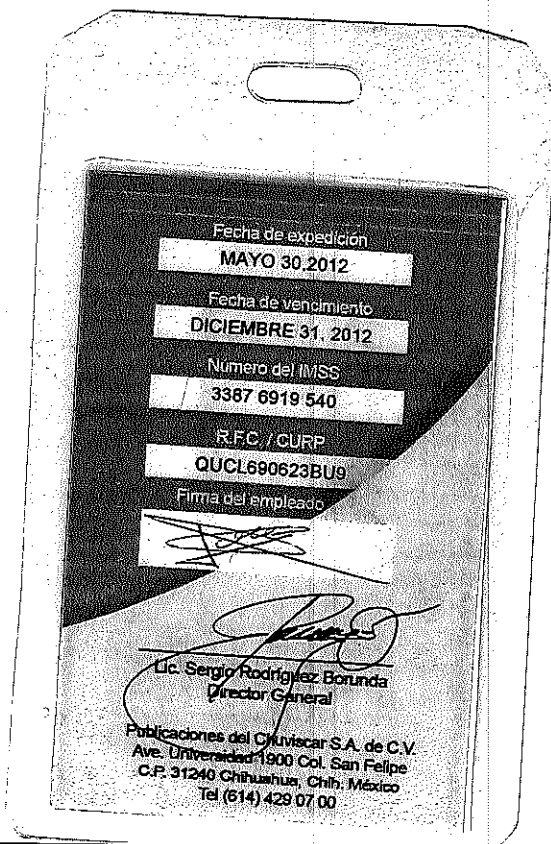 Fecha de expedición
MAYO 30,2012
Fecha de vencimiento
DICIEMBRE 31, 2012
Numero del IMSS
3387 6919 540
R.F.C. / CURP
QUCL690623BU9
Firma del empleado
Lic. Sergio Rodriguez Borunda
Director General
Publicaciones del Chuviscar S.A. de C.V.
Ave. Universidad 1900 Col. San Felipe
C.P. 31240 Chihuahua, Chih. México
Tel (614) 429 07 00